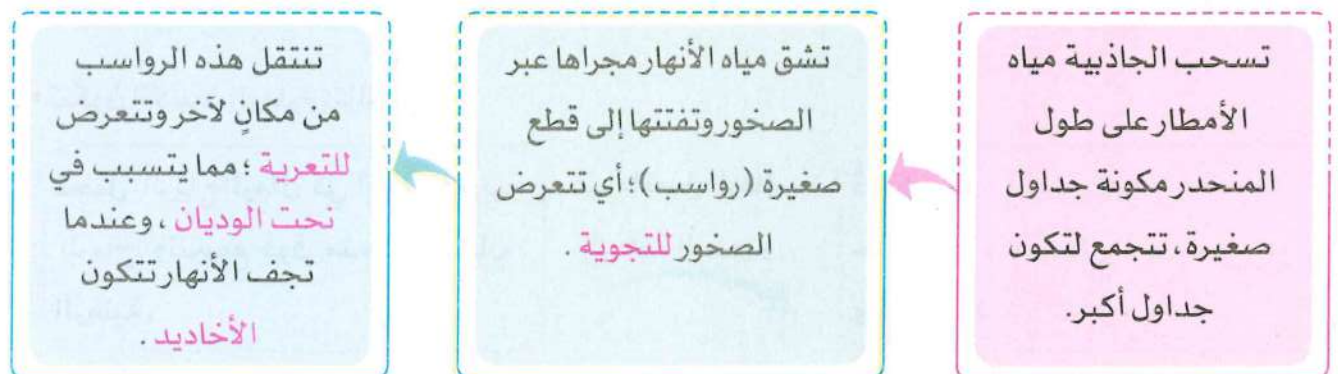 تسحب الجاذبية مياه
الأمطار على طول
المنحدر مكونة جداول
صغيرة، تتجمع لتكون
جداول أكبر.
تشق مياه الأنهار مجراها عبر
الصخور وتفتتها إلى قطع
صغيرة (رواسب)؛ أي تتعرض
الصخور للتجوية .
تنتقل هذه الرواسب
من مكانٍ لآخر وتتعرض
للتعرية ؛ مما يتسبب في
نحت الوديان ، وعندما
تجف الأنهار تتكون
الأخاديد .